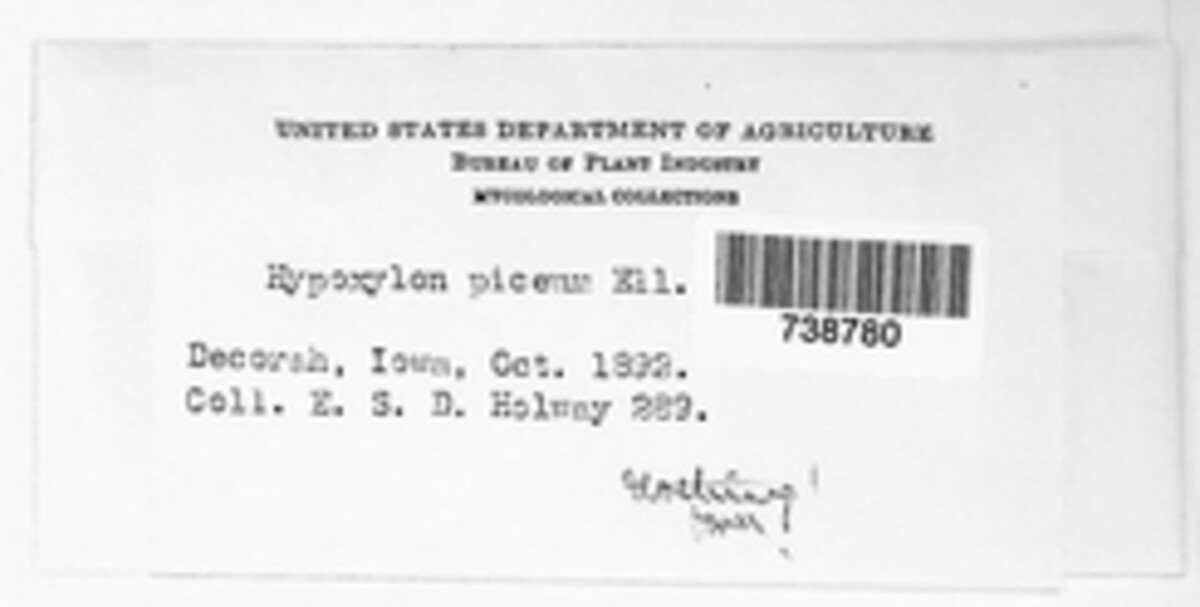 UNITED STATES DEPARTMENT OF AGRICULTURE
BUREAU OF PLANT INDUSTRY
MYCOLOGICAL COLLECTIONS
Hypoxylon piceum Ell.
738780
Decorah, Iowa, Oct. 1892.
Coll. E. S. D. Holway 289.